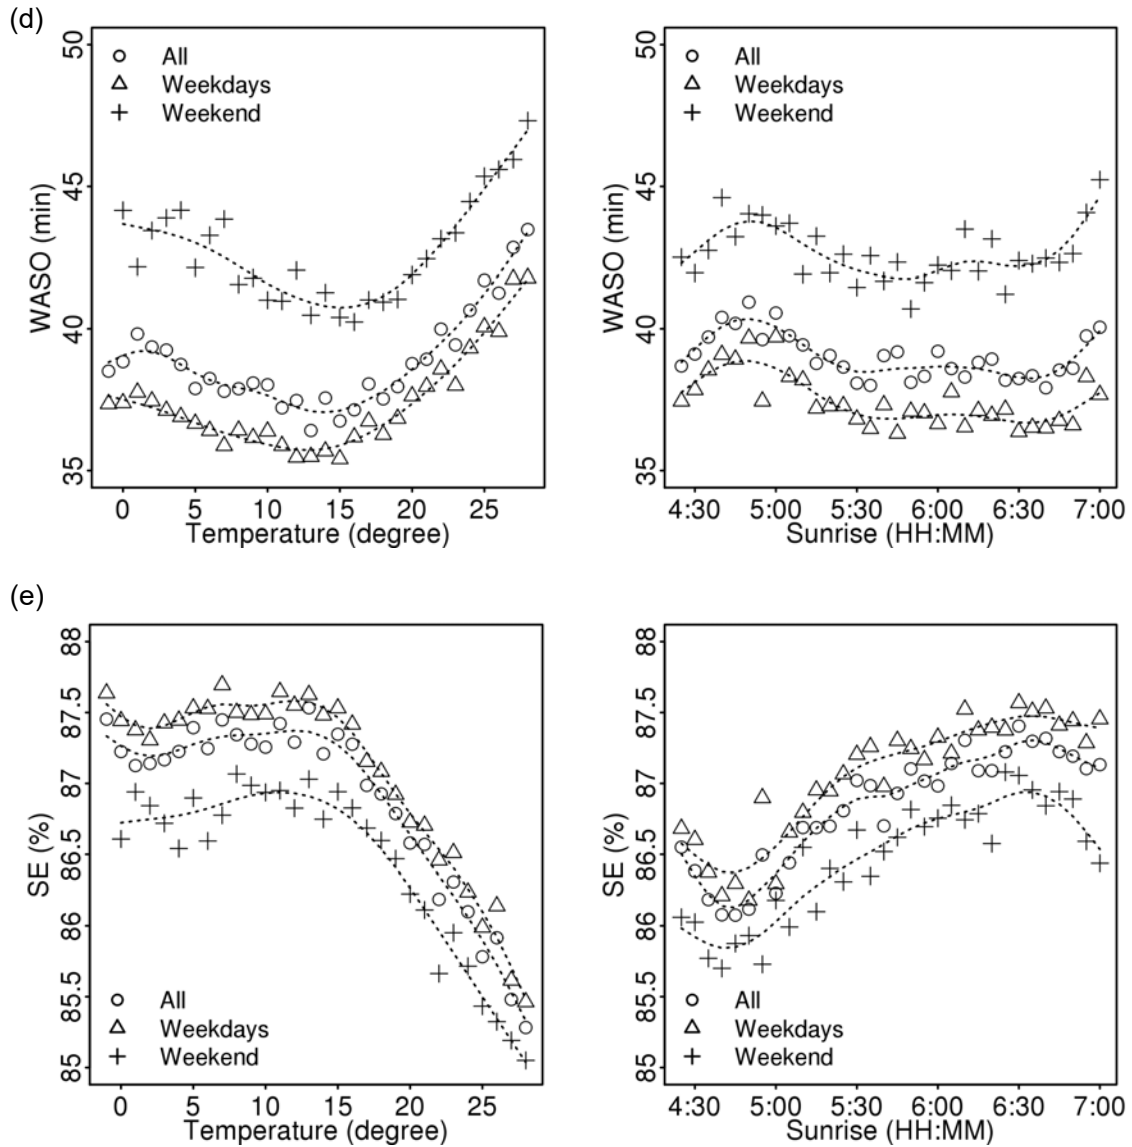 (d)
50
45
40
35
WASO (min)
All
Weekdays
Weekend
0 5 10 15 20 25
Temperature (degree)
50
45
40
35
WASO (min)
All
Weekdays
Weekend
4:30 5:00 5:30 6:00 6:30 7:00
Sunrise (HH:MM)
(e)
88
87.5
87
86.5
86
85.5
85
SE (%)
All
Weekdays
Weekend
0 5 10 15 20 25
Temperature (degree)
88
87.5
87
86.5
86
85.5
85
SE (%)
All
Weekdays
Weekend
4:30 5:00 5:30 6:00 6:30 7:00
Sunrise (HH:MM)